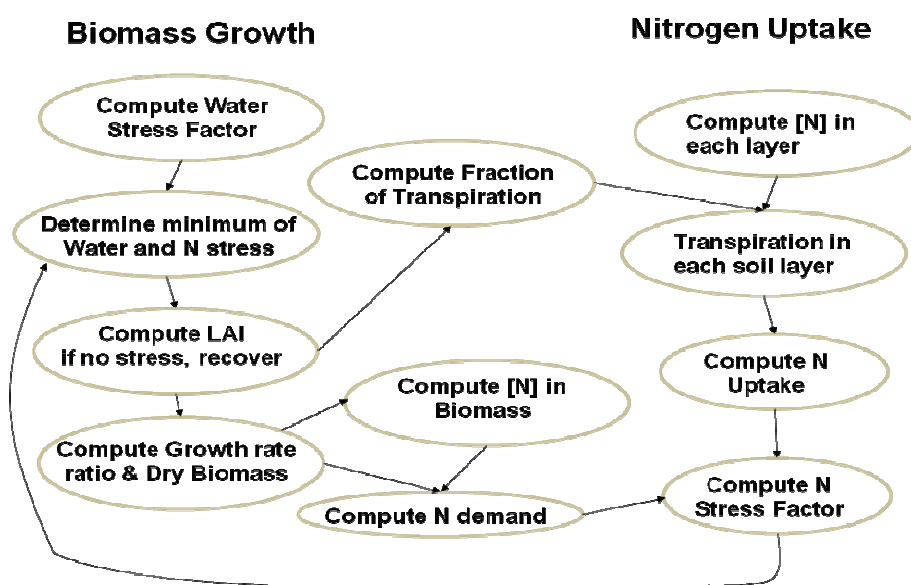 Biomass Growth
Nitrogen Uptake
Compute Water
Stress Factor
Compute [N] in
each layer
Compute Fraction
of Transpiration
Determine minimum of
Water and N stress
Transpiration in
each soil layer
Compute LAI
if no stress, recover
Compute N
Uptake
Compute [N] in
Biomass
Compute Growth rate
ratio & Dry Biomass
Compute N demand
Compute N
Stress Factor